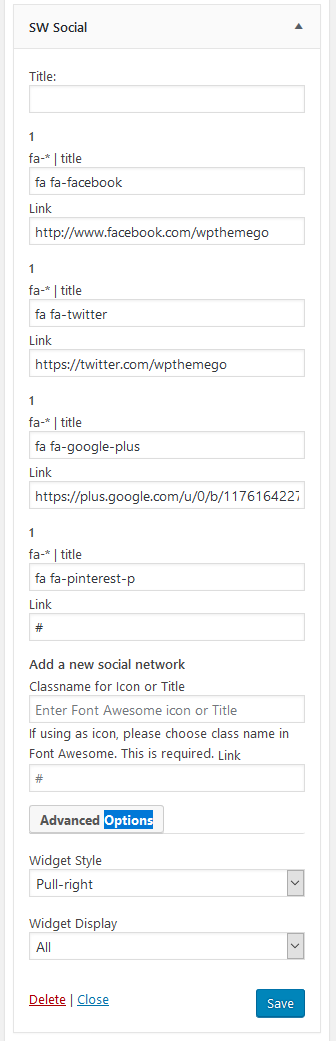 SW Social
Title:
1
fa-* | title
fa fa-facebook
Link
http://www.facebook.com/wpthemego
1
fa-* | title
fa fa-twitter
Link
https://twitter.com/wpthemego
1
fa-* | title
fa fa-google-plus
Link
https://plus.google.com/u/0/b/1176164227
1
fa-* | title
fa fa-pinterest-p
Link
#
Add a new social network
Classname for Icon or Title
Enter Font Awesome icon or Title
If using as icon, please choose class name in
Font Awesome. This is required. Link
#
Advanced Options
Widget Style
Pull-right
Widget Display
All
Delete | Close
Save